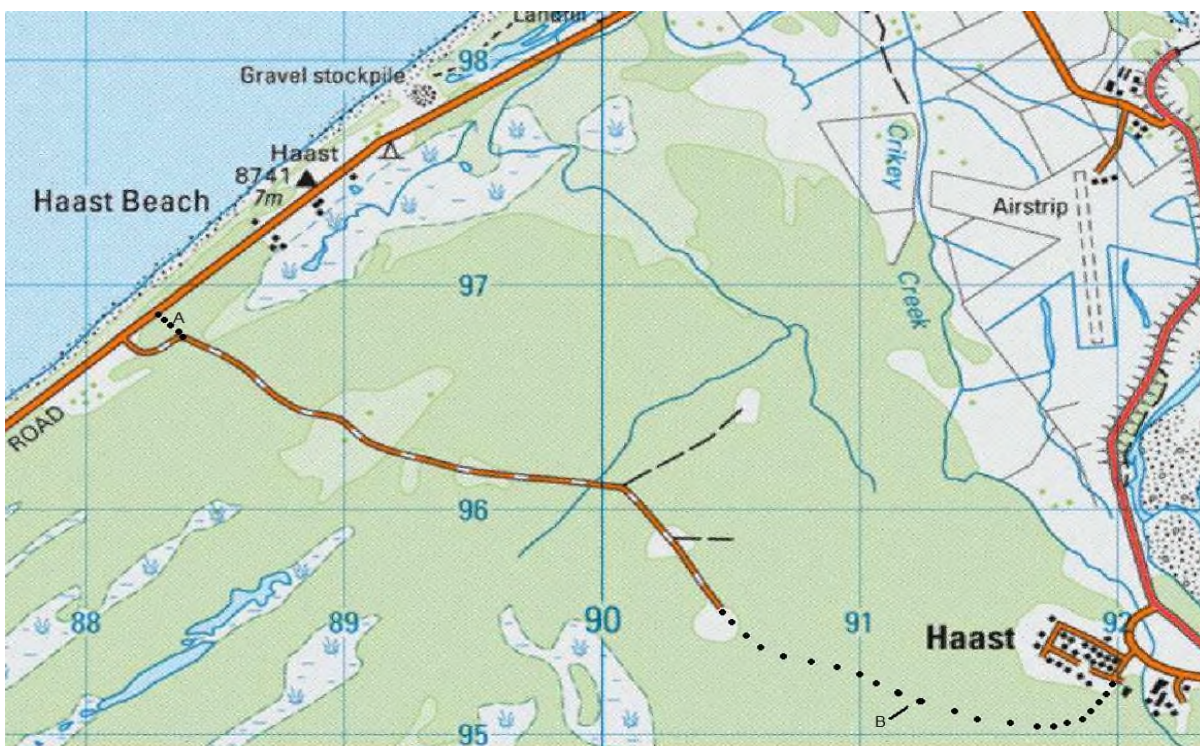 Landfill
98
Gravel stockpile
Haast
8741
7m
Haast Beach
Crikey
Creek
Airstrip
97
A
ROAD
96
88
89
90
91
92
Haast
B
95